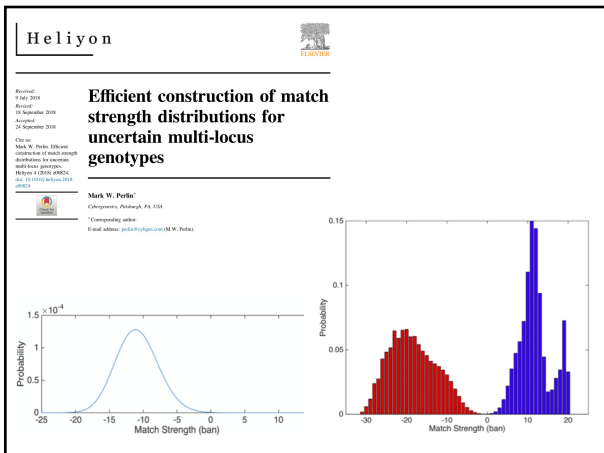 Heliyon
ELSEVIER
Received:
9 July 2018
Revised:
18 September 2018
Accepted:
24 September 2018
Cite as:
Mark W. Perlin. Efficient
construction of match strength
distributions for uncertain
multi-locus genotypes.
Heliyon 4 (2018) e00824.
doi: 10.1016/j.heliyon.2018.
e00824
Check for
updates
Efficient construction of match
strength distributions for
uncertain multi-locus
genotypes
Mark W. Perlin*
Cybergenetics, Pittsburgh, PA, USA
* Corresponding author.
E-mail address: perlin@cybgen.com (M.W. Perlin).
1.5 ×10-4
1
0.5
0
Probability
-25 -20 -15 -10 -5 0 5 10
Match Strength (ban)
0.15
0.1
0.05
0
Probability
-30 -20 -10 0 10 20
Match Strength (ban)